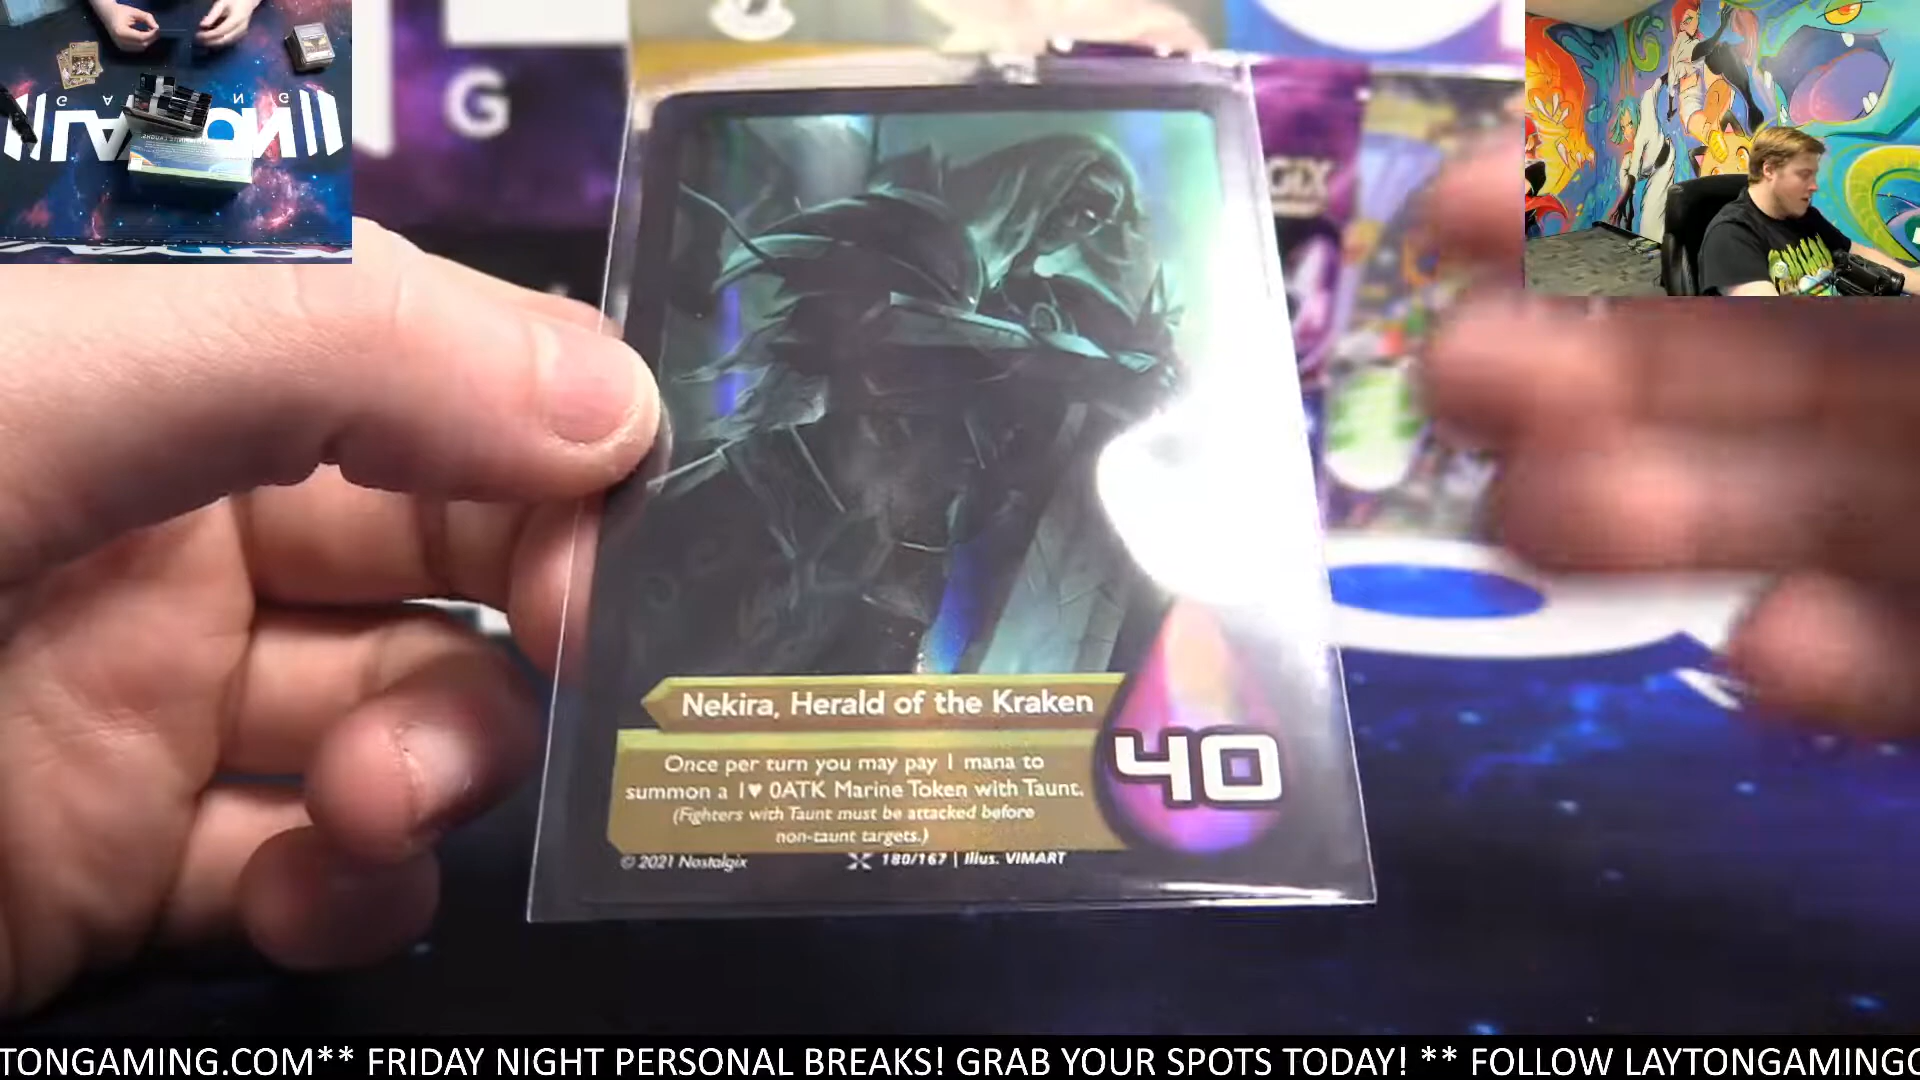 G
GIX
Nekira, Herald of the Kraken
40
Once per turn you may pay 1 mana to
summon a 1♥ 0ATK Marine Token with Taunt.
(Fighters with Taunt must be attacked before
non-taunt targets.)
© 2021 Nostalgix 180/167 | Illus. VIMART
TONGAMING.COM** FRIDAY NIGHT PERSONAL BREAKS! GRAB YOUR SPOTS TODAY! ** FOLLOW LAYTONGAMINGC